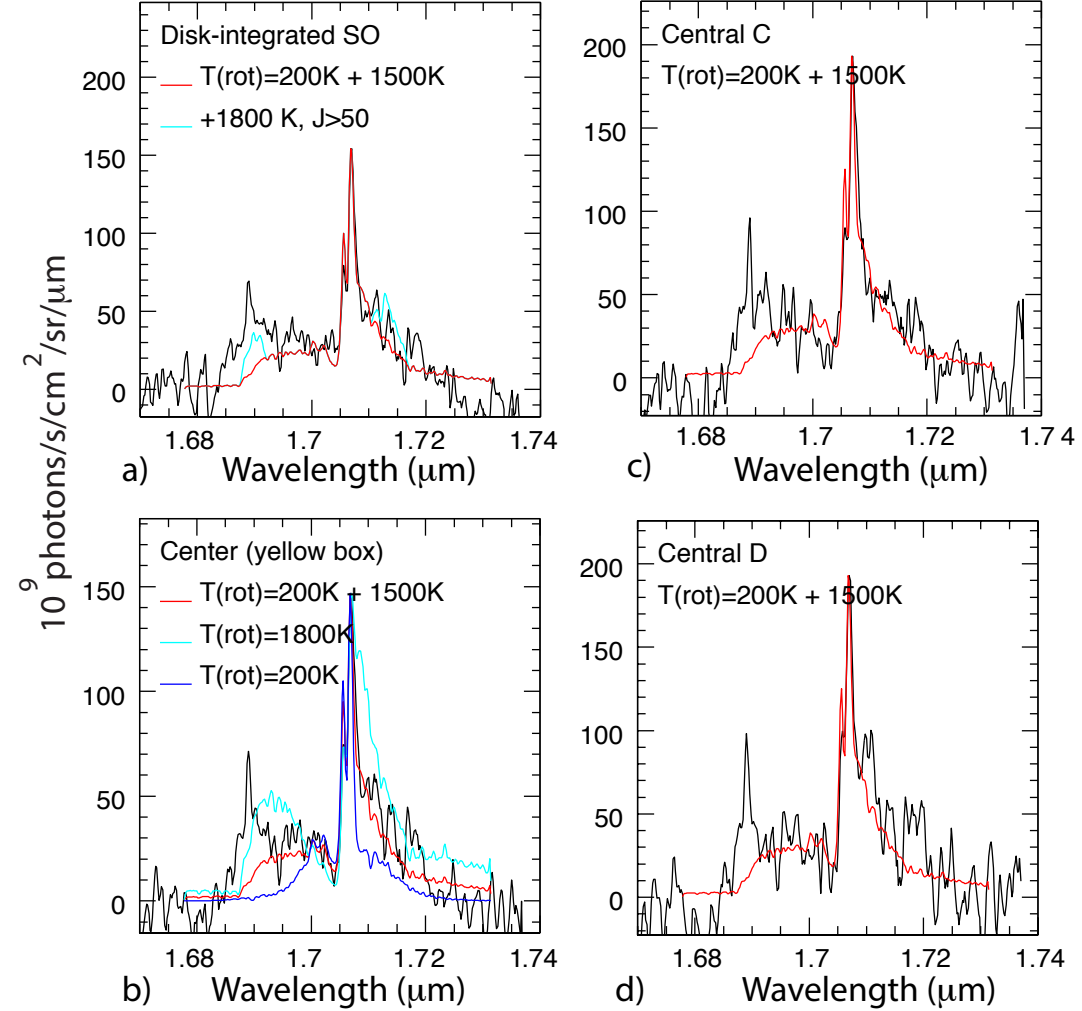 10^9 photons/s/cm^2/sr/μm
Disk-integrated SO
T(rot)=200K + 1500K
+1800 K, J>50
200
150
100
50
0
1.68
1.7
1.72
1.74
a)
Wavelength (μm)
Central C
T(rot)=200K + 1500K
200
150
100
50
0
1.68
1.7
1.72
1.7 4
c)
Wavelength (μm)
Center (yellow box)
T(rot)=200K + 1500K
T(rot)=1800K
T(rot)=200K
150
100
50
0
1.68
1.7
1.72
1.74
b)
Wavelength (μm)
Central D
T(rot)=200K + 1500K
200
150
100
50
0
1.68
1.7
1.72
1.74
d)
Wavelength (μm)